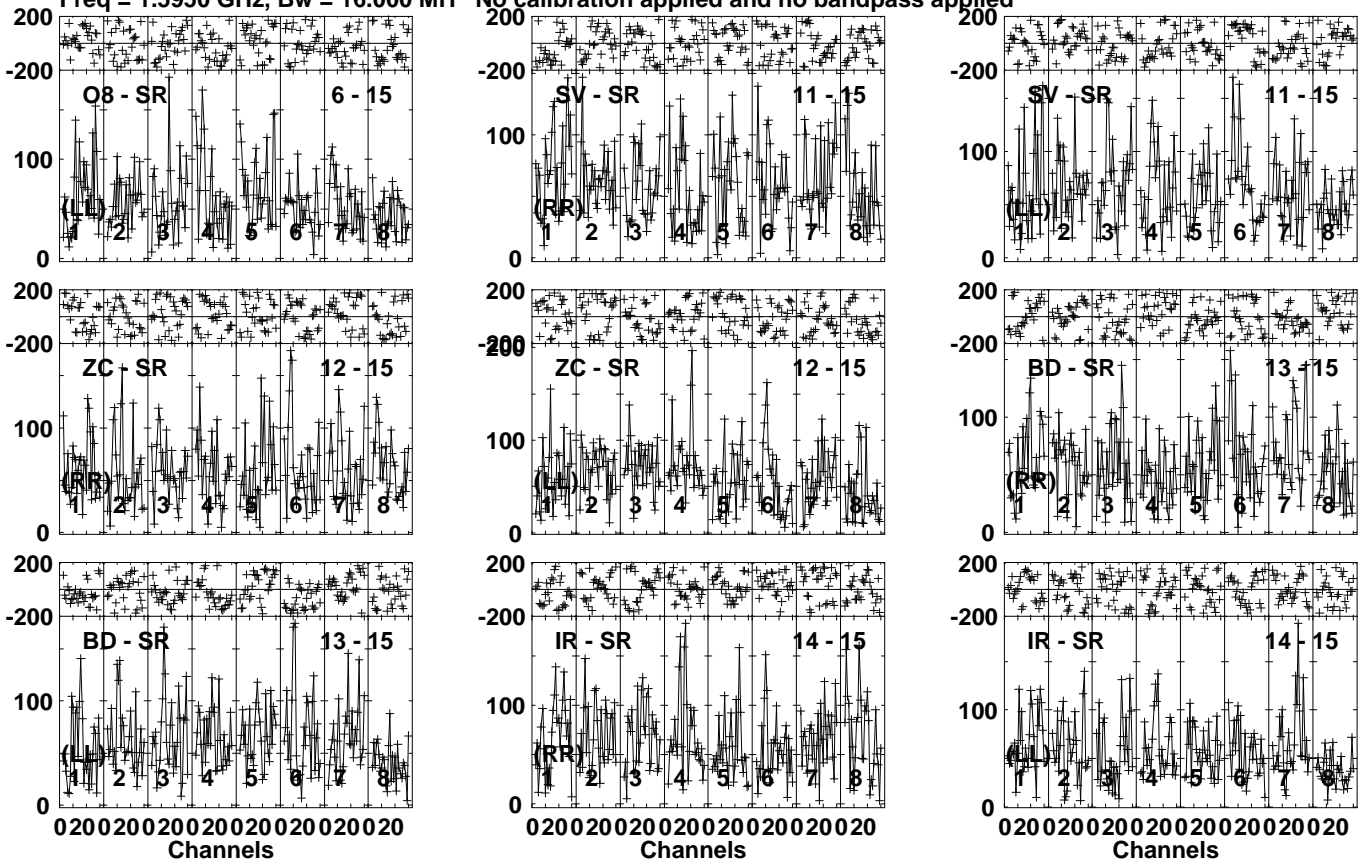 Freq = 1.5950 GHz, Bw = 16.000 MH No calibration applied and no bandpass applied
200 200 200
-200 -200 -200
O8 - SR 6 - 15 SV - SR 11 - 15 SV - SR 11 - 15
100 100 100
(LL) (RR) (LL)
1 2 3 4 5 6 7 8 1 2 3 4 5 6 7 8 1 2 3 4 5 6 7 8
0 0 0
200 200 200
-200 -200 -200
200
ZC - SR 12 - 15 ZC - SR 12 - 15 BD - SR 13 - 15
100 100 100
(RR) (LL) (RR)
1 2 3 4 5 6 7 8 1 2 3 4 5 6 7 8 1 2 3 4 5 6 7 8
0 0 0
200 200 200
-200 -200 -200
BD - SR 13 - 15 IR - SR 14 - 15 IR - SR 14 - 15
100 100 100
(LL) (RR) (LL)
1 2 3 4 5 6 7 8 1 2 3 4 5 6 7 8 1 2 3 4 5 6 7 8
0 0 0
0 20 0 20 0 20 0 20 0 20 0 20 0 20 0 20 0 20 0 20 0 20 0 20 0 20 0 20 0 20 0 20 0 20 0 20 0 20 0 20 0 20 0 20 0 20 0 20
Channels Channels Channels